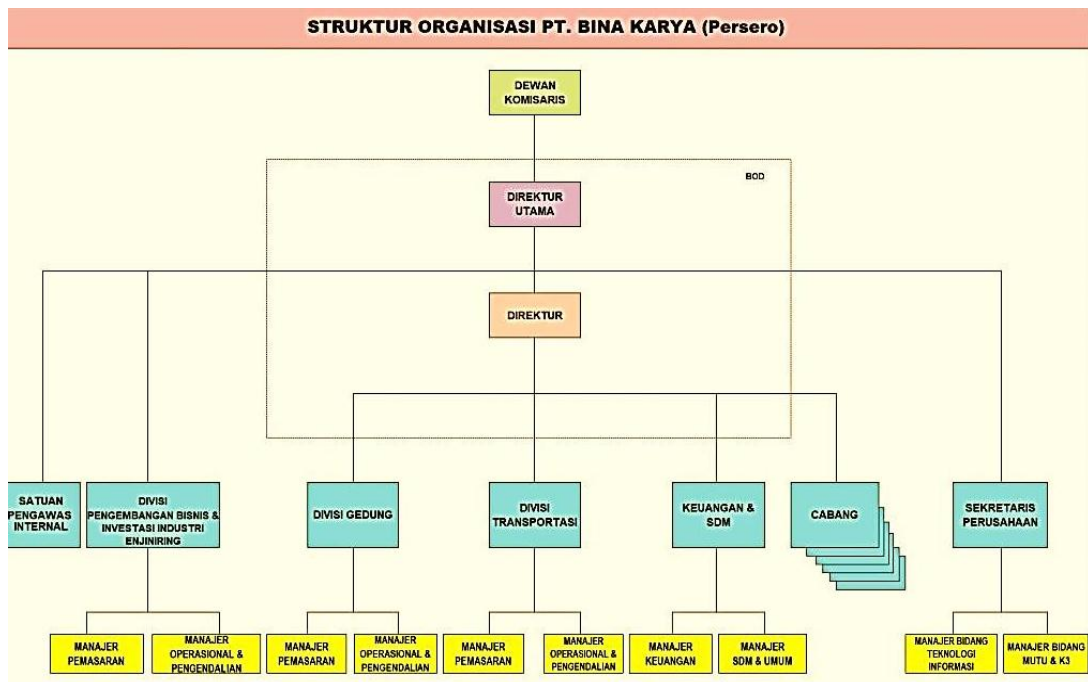 STRUKTUR ORGANISASI PT. BINA KARYA (Persero)
DEWAN
KOMISARIS
BOD
DIREKTUR
UTAMA
DIREKTUR
SATUAN
PENGAWAS
INTERNAL
DIVISI
PENGEMBANGAN BISNIS &
INVESTASI INDUSTRI
ENJINIRING
DIVISI GEDUNG
DIVISI
TRANSPORTASI
KEUANGAN &
SDM
CABANG
SEKRETARIS
PERUSAHAAN
MANAJER
PEMASARAN
MANAJER
OPERASIONAL &
PENGENDALIAN
MANAJER
PEMASARAN
MANAJER
OPERASIONAL &
PENGENDALIAN
MANAJER
PEMASARAN
MANAJER
OPERASIONAL &
PENGENDALIAN
MANAJER
KEUANGAN
MANAJER
SDM & UMUM
MANAJER BIDANG
TEKNOLOGI
INFORMASI
MANAJER BIDANG
MUTU & K3